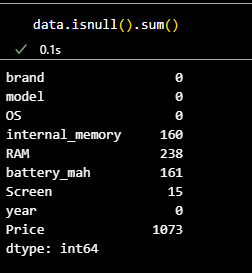 data.isnull().sum()
✓ 0.1s
brand 0
model 0
OS 0
internal_memory 160
RAM 238
battery_mah 161
Screen 15
year 0
Price 1073
dtype: int64